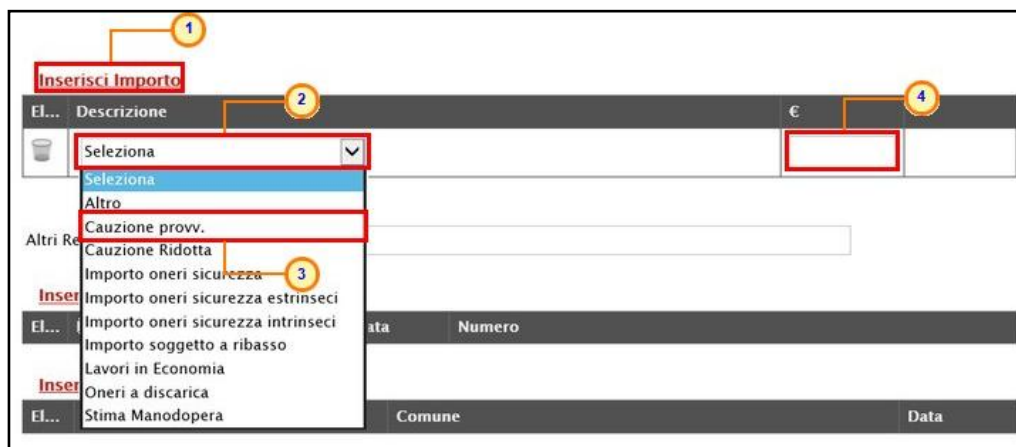 1
Inserisci Importo
2
4
El... Descrizione €
Seleziona
Seleziona
Altro
Cauzione provv.
Altri Re
Cauzione Ridotta
3
Importo oneri sicurezza
Inser
Importo oneri sicurezza estrinseci
El... ata Numero
Importo oneri sicurezza intrinseci
Importo soggetto a ribasso
Lavori in Economia
Inser
Oneri a discarica
El... Comune Data
Stima Manodopera